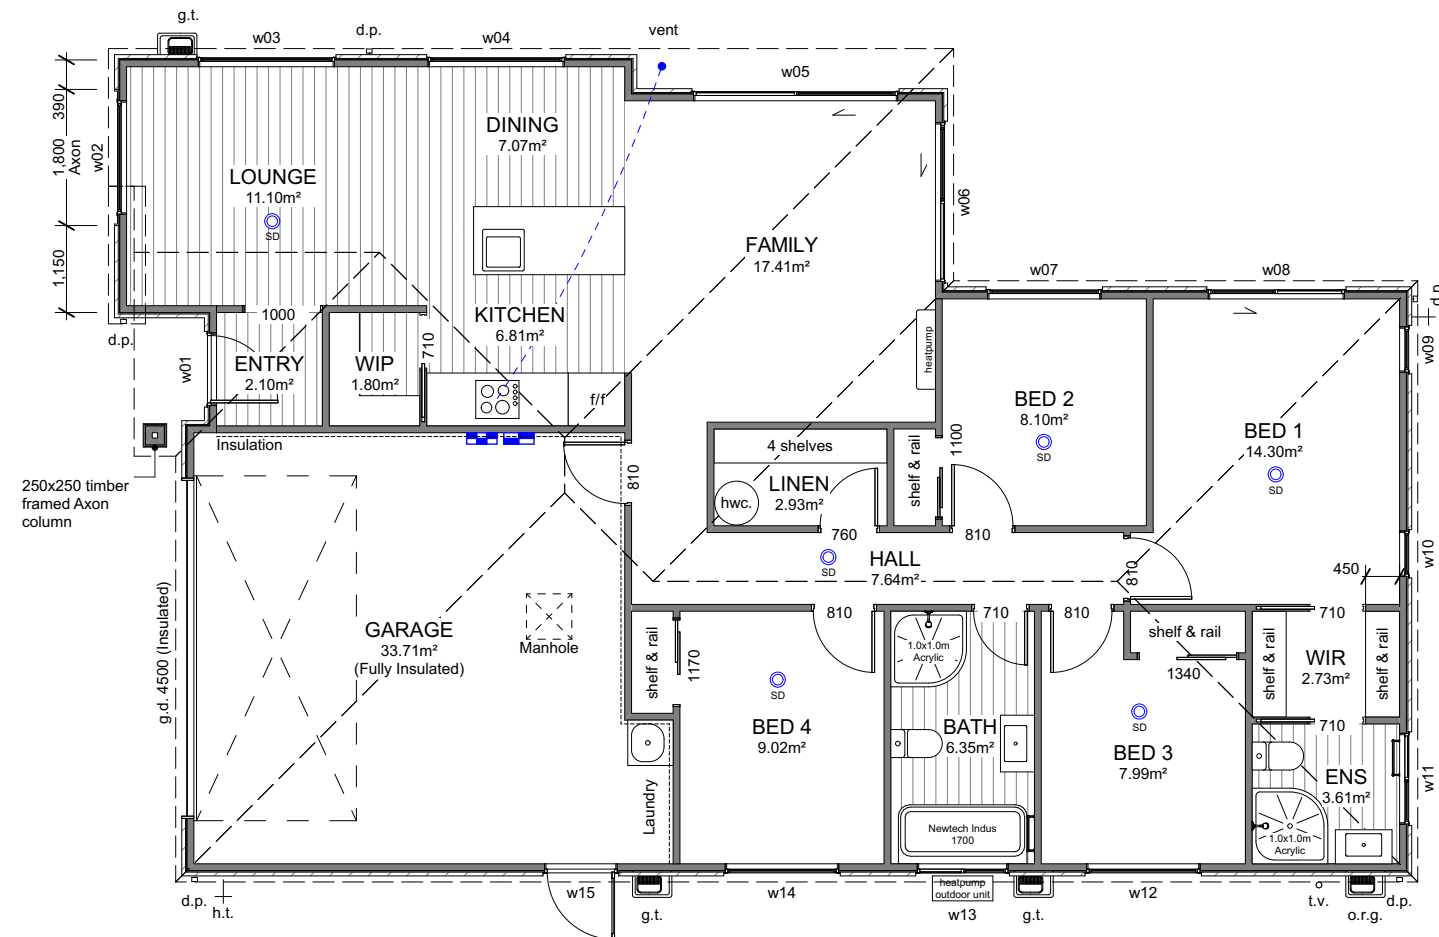 g.t.
w03
d.p.
w04
vent
w05
390
1,800
Axon
w02
1,150
DINING
7.07m²
LOUNGE
11.10m²
SD
FAMILY
17.41m²
w06
w07
w08
d.p.
w09
d.p.
w01
1000
ENTRY
2.10m²
WIP
1.80m²
710
KITCHEN
6.81m²
f/f
heatpump
BED 2
8.10m²
SD
BED 1
14.30m²
SD
250x250 timber
framed Axon
column
Insulation
810
4 shelves
LINEN
2.93m²
hwc.
shelf & rail
1100
760
810
SD
HALL
7.64m²
810
w10
450
g.d. 4500 (Insulated)
GARAGE
33.71m²
(Fully Insulated)
Manhole
810
710
810
710
shelf & rail
1170
1.0x1.0m
Acrylic
shelf & rail
1340
shelf & rail
WIR
2.73m²
shelf & rail
SD
BED 4
9.02m²
BATH
6.35m²
SD
BED 3
7.99m²
710
ENS
3.61m²
w11
Laundry
Newtech Indus
1700
1.0x1.0m
Acrylic
d.p.
h.t.
w15
g.t.
w14
heatpump
outdoor unit
w13
g.t.
w12
t.v.
o.r.g.
d.p.